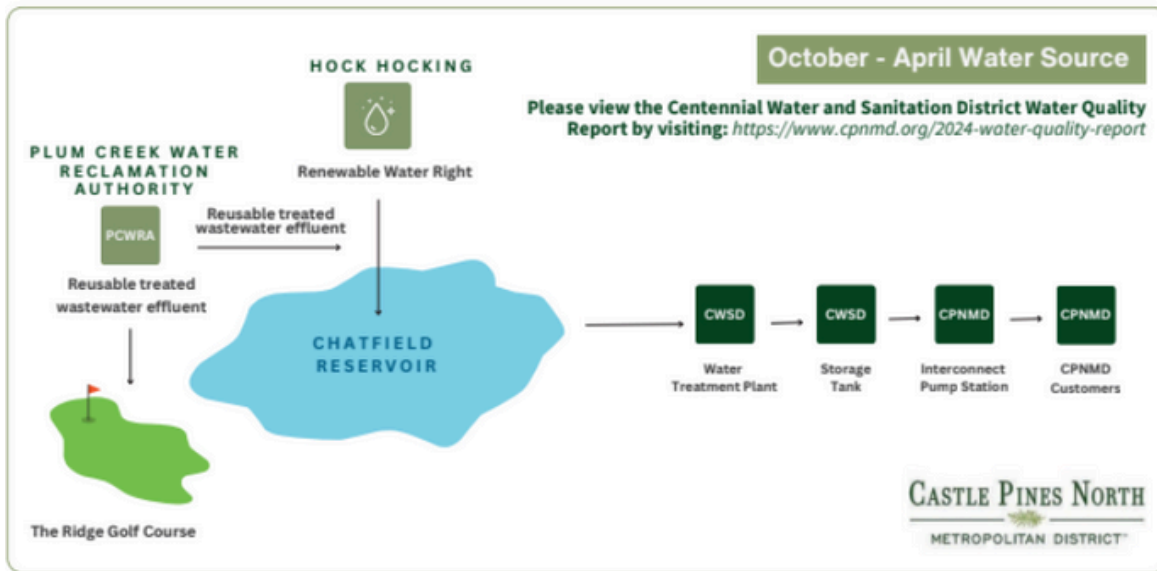 October - April Water Source
Please view the Centennial Water and Sanitation District Water Quality
Report by visiting: https://www.cpnmd.org/2024-water-quality-report
HOCK HOCKING
Renewable Water Right
PLUM CREEK WATER
RECLAMATION
AUTHORITY
PCWRA
Reusable treated
wastewater effluent
Reusable treated
wastewater effluent
CHATFIELD
RESERVOIR
CWSD
Water
Treatment Plant
CWSD
Storage
Tank
CPNMD
Interconnect
Pump Station
CPNMD
CPNMD
Customers
The Ridge Golf Course
CASTLE PINES NORTH
METROPOLITAN DISTRICT